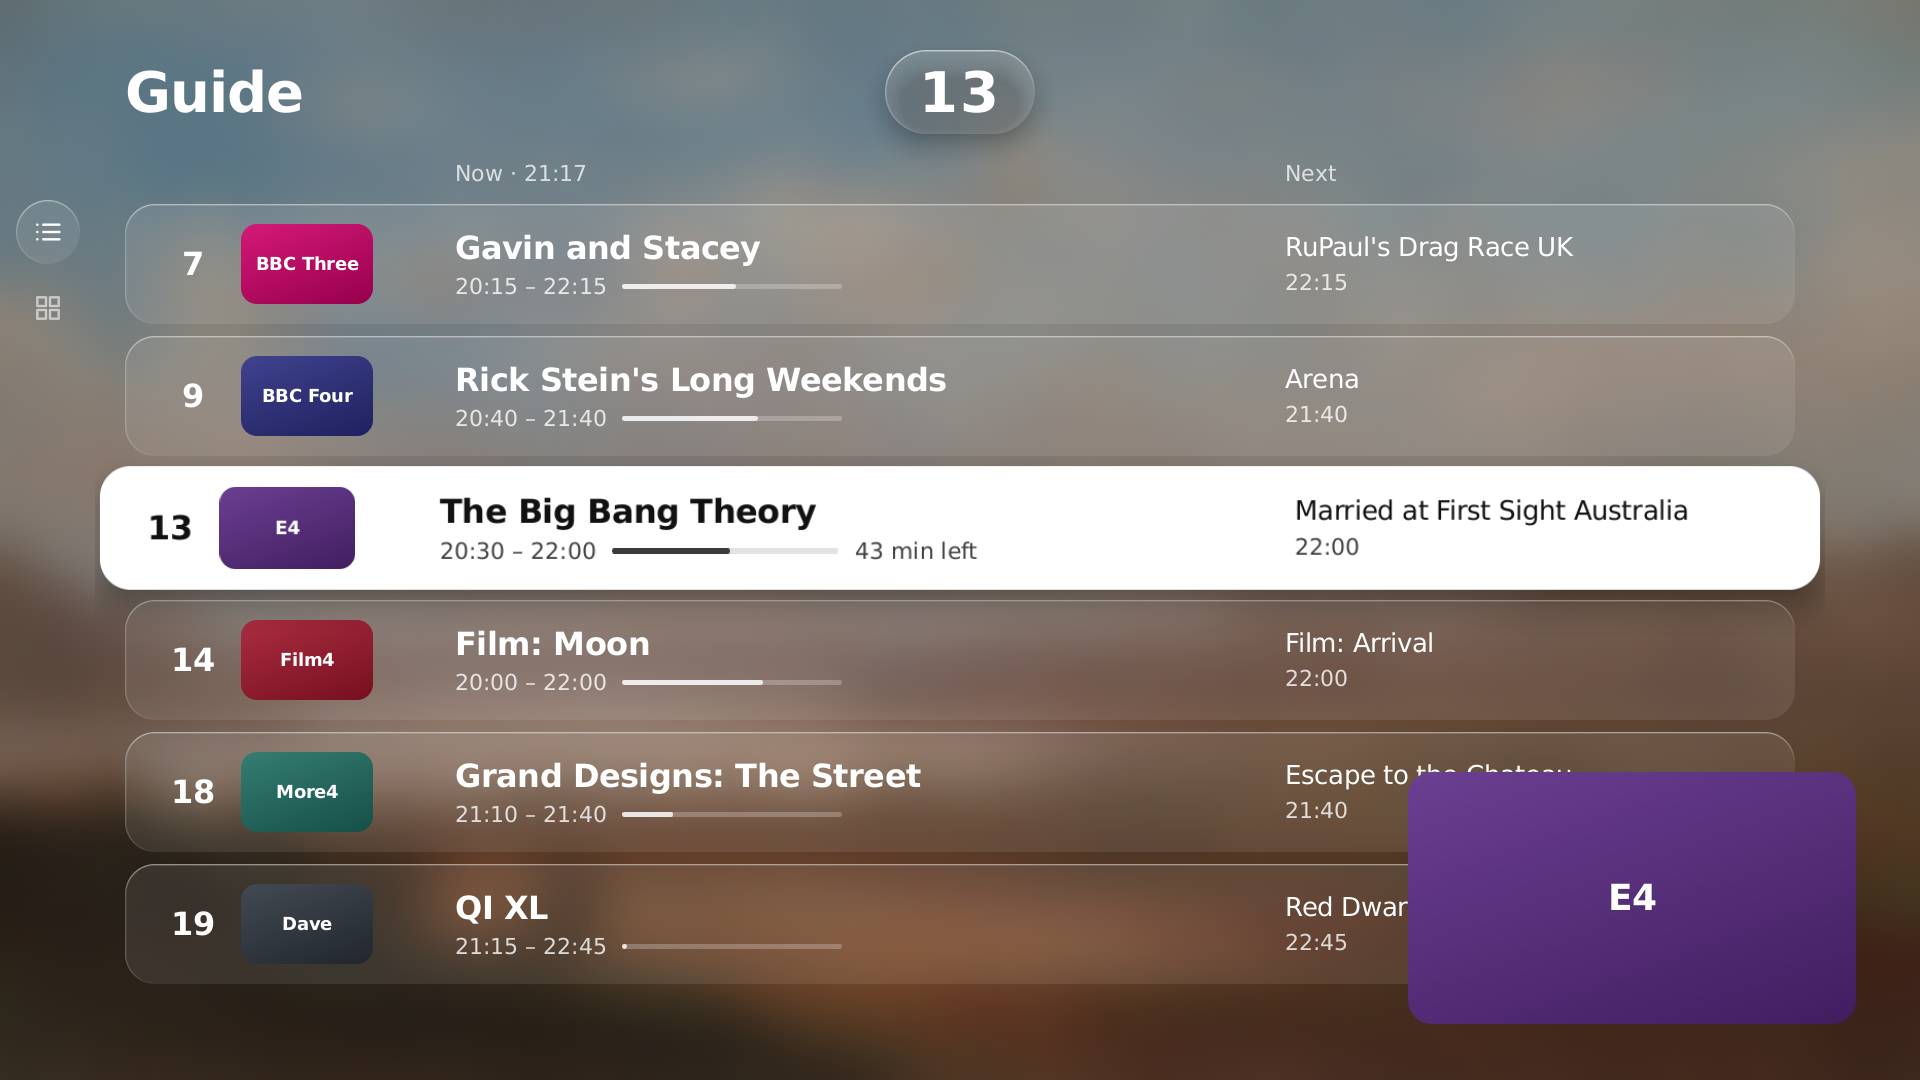 Guide
13
Now · 21:17
Next
7
BBC Three
Gavin and Stacey
20:15 – 22:15
RuPaul's Drag Race UK
22:15
9
BBC Four
Rick Stein's Long Weekends
20:40 – 21:40
Arena
21:40
13
E4
The Big Bang Theory
20:30 – 22:00
43 min left
Married at First Sight Australia
22:00
14
Film4
Film: Moon
20:00 – 22:00
Film: Arrival
22:00
18
More4
Grand Designs: The Street
21:10 – 21:40
Escape to the Chateau
21:40
19
Dave
QI XL
21:15 – 22:45
Red
22:45
E4